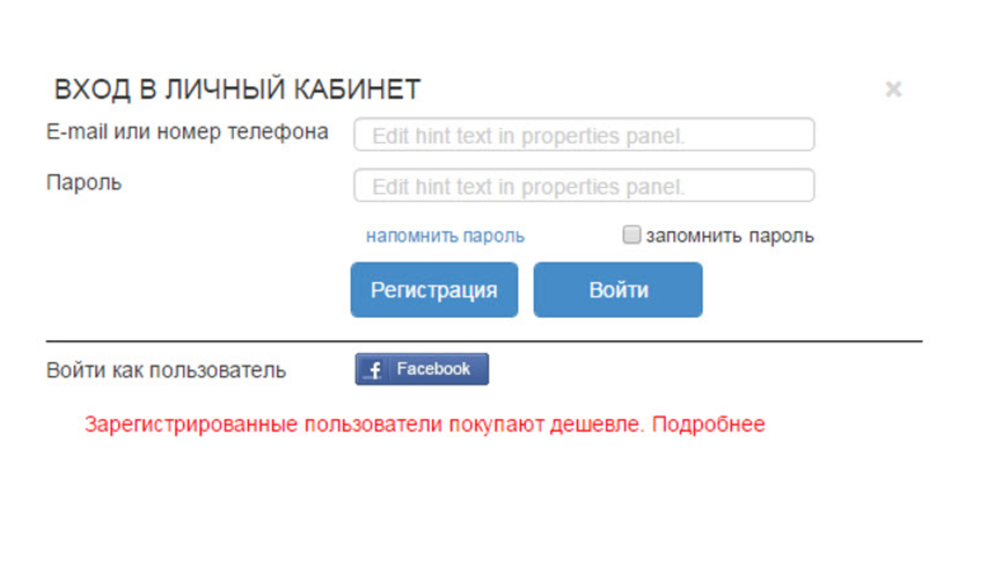 ВХОД В ЛИЧНЫЙ КАБИНЕТ
E-mail или номер телефона
Edit hint text in properties panel.
Пароль
Edit hint text in properties panel.
напомнить пароль
запомнить пароль
Регистрация
Войти
Войти как пользователь
f Facebook
Зарегистрированные пользователи покупают дешевле. Подробнее